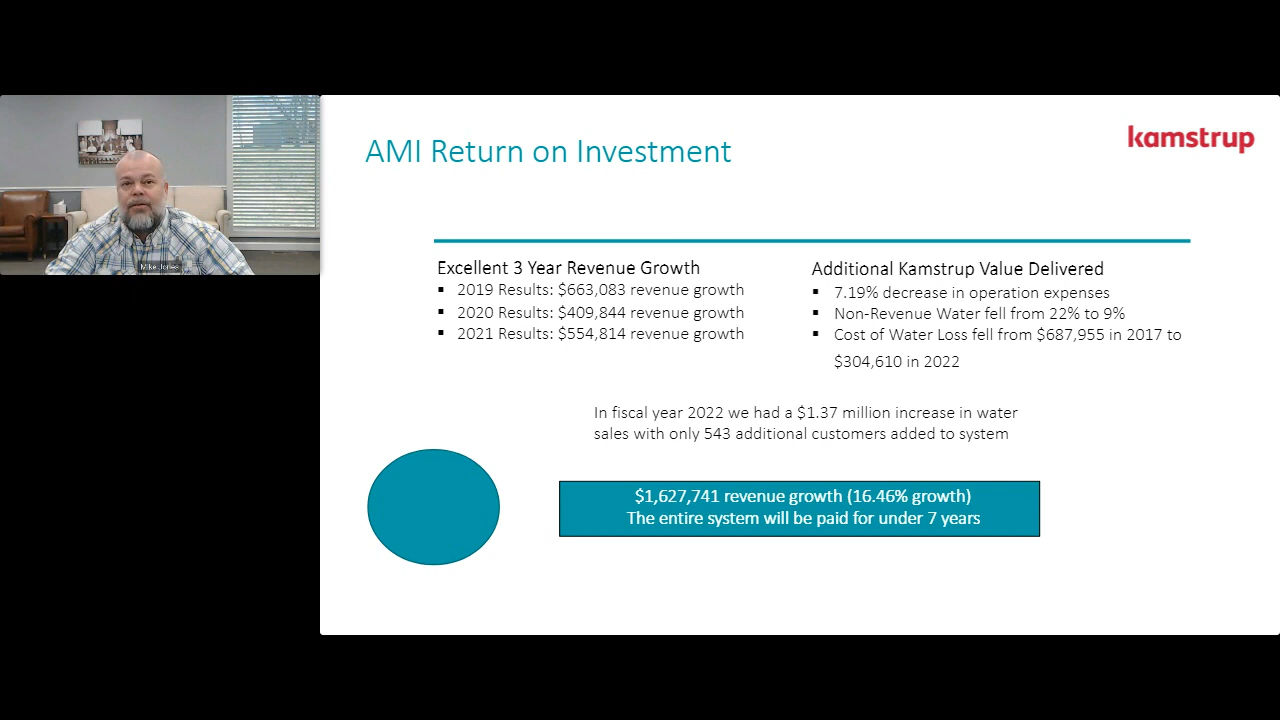 AMI Return on Investment
kamstrup
Excellent 3 Year Revenue Growth
▪ 2019 Results: $663,083 revenue growth
▪ 2020 Results: $409,844 revenue growth
▪ 2021 Results: $554,814 revenue growth
Additional Kamstrup Value Delivered
▪ 7.19% decrease in operation expenses
▪ Non-Revenue Water fell from 22% to 9%
▪ Cost of Water Loss fell from $687,955 in 2017 to
$304,610 in 2022
In fiscal year 2022 we had a $1.37 million increase in water
sales with only 543 additional customers added to system
$1,627,741 revenue growth (16.46% growth)
The entire system will be paid for under 7 years
Mike Jones